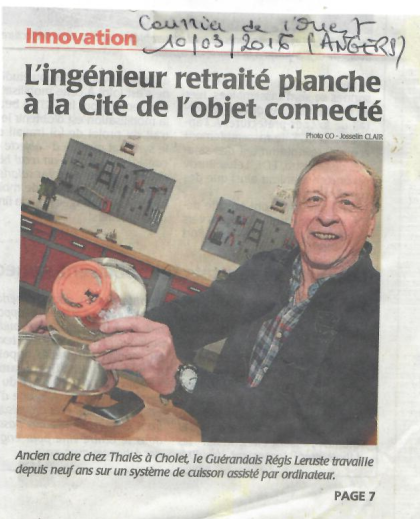 Courrier de l'Ouest
Innovation 10/03/2016 (ANGERS)
L'ingénieur retraité planche
à la Cité de l'objet connecté
Photo CO - Josselin CLAIR
Ancien cadre chez Thalès à Cholet, le Guérandais Régis Leruste travaille
depuis neuf ans sur un système de cuisson assisté par ordinateur.
PAGE 7